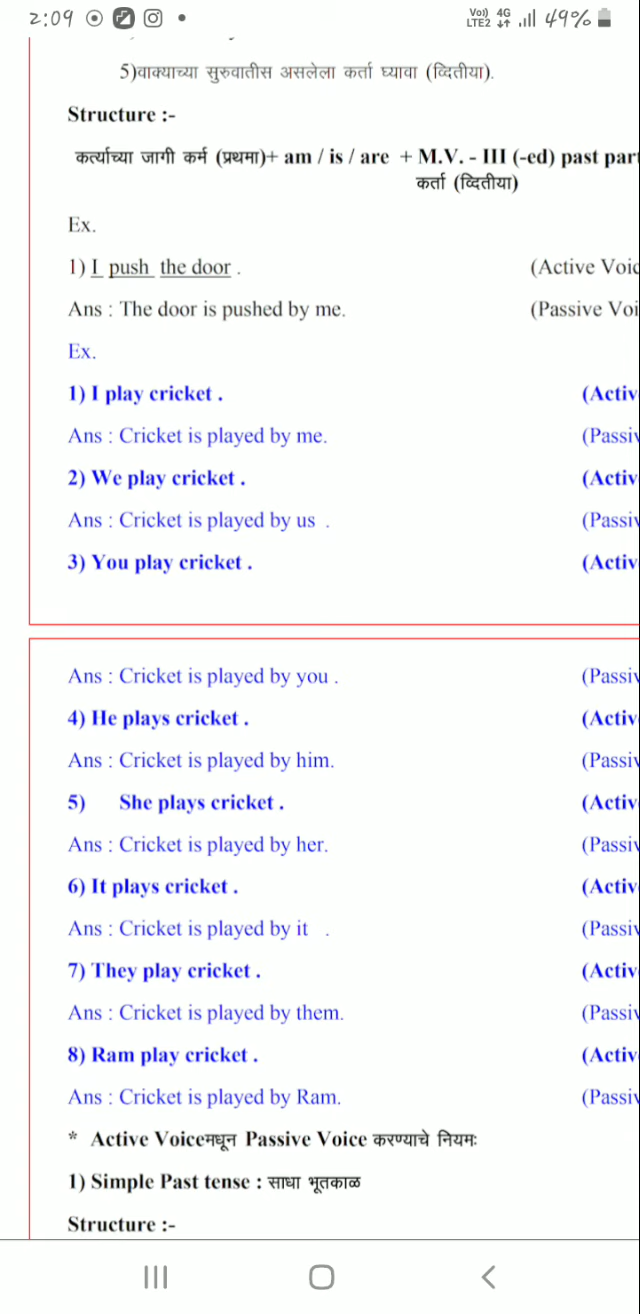 2:09
Vo)) 4G
LTE2 49%
5)वाक्याच्या सुरुवातीस असलेला कर्ता घ्यावा (व्दितीया).
Structure :-
कर्त्याच्या जागी कर्म (प्रथमा)+ am / is / are + M.V. - III (-ed) past par
कर्ता (व्दितीया)
Ex.
1) I push the door . (Active Voic
Ans : The door is pushed by me. (Passive Voi
Ex.
1) I play cricket . (Activ
Ans : Cricket is played by me. (Passiv
2) We play cricket . (Activ
Ans : Cricket is played by us . (Passiv
3) You play cricket . (Activ
Ans : Cricket is played by you . (Passiv
4) He plays cricket . (Activ
Ans : Cricket is played by him. (Passiv
5) She plays cricket . (Activ
Ans : Cricket is played by her. (Passiv
6) It plays cricket . (Activ
Ans : Cricket is played by it . (Passiv
7) They play cricket . (Activ
Ans : Cricket is played by them. (Passiv
8) Ram play cricket . (Activ
Ans : Cricket is played by Ram. (Passiv
* Active Voiceमधून Passive Voice करण्याचे नियमः
1) Simple Past tense : साधा भूतकाळ
Structure :-